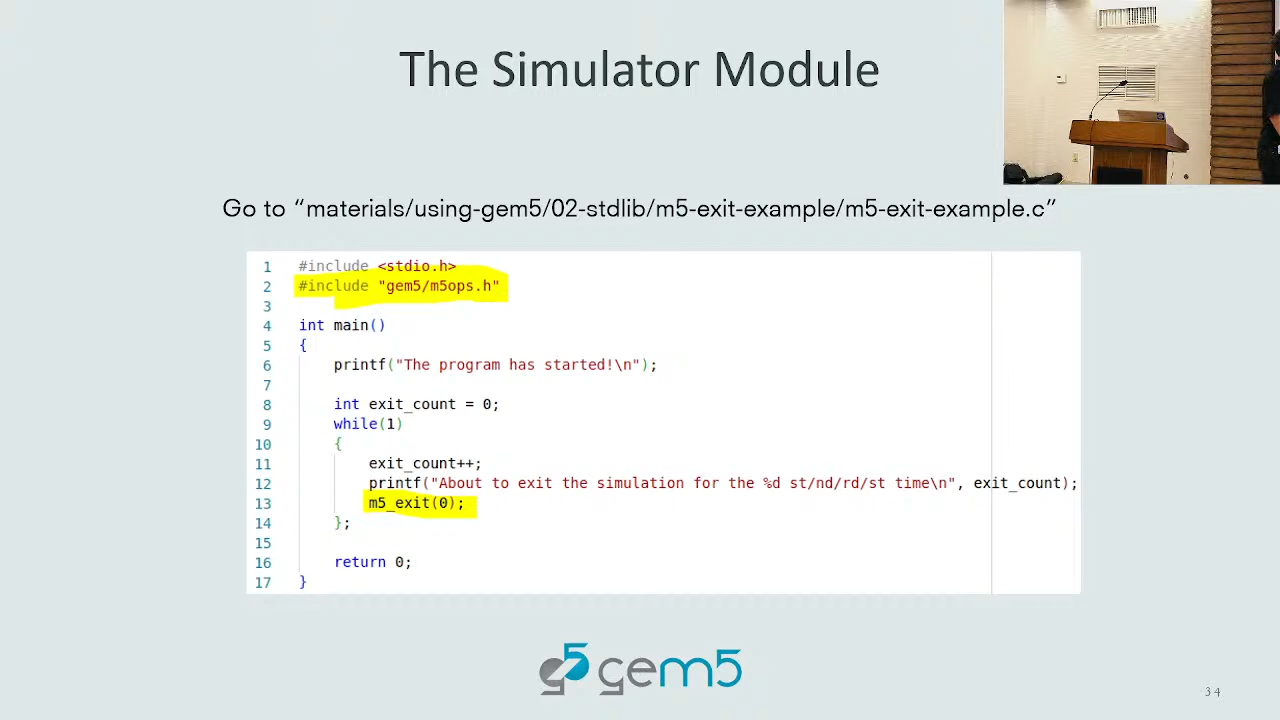 The Simulator Module
Go to “materials/using-gem5/02-stdlib/m5-exit-example/m5-exit-example.c”
1 #include <stdio.h>
2 #include "gem5/m5ops.h"
3
4 int main()
5 {
6 printf("The program has started!\n");
7
8 int exit_count = 0;
9 while(1)
10 {
11 exit_count++;
12 printf("About to exit the simulation for the %d st/nd/rd/st time\n", exit_count);
13 m5_exit(0);
14 };
15
16 return 0;
17 }
g5 gem5
34